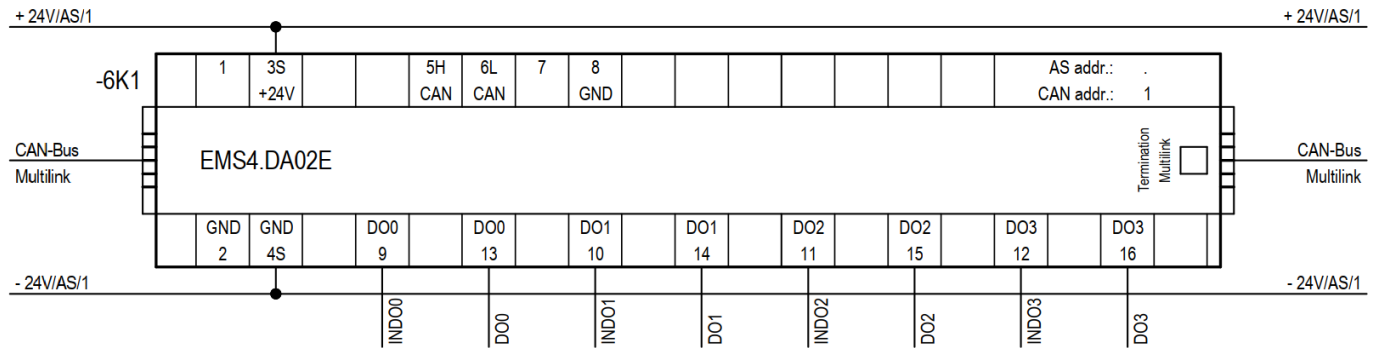 + 24V/AS/1 + 24V/AS/1
-6K1
1 3S 5H 6L 7 8 AS addr.: .
+24V CAN CAN GND CAN addr.: 1
CAN-Bus EMS4.DA02E Termination CAN-Bus
Multilink Multilink Multilink
GND GND DO0 DO0 DO1 DO1 DO2 DO2 DO3 DO3
2 4S 9 13 10 14 11 15 12 16
- 24V/AS/1 - 24V/AS/1
INDO0 DO0 INDO1 DO1 INDO2 DO2 INDO3 DO3